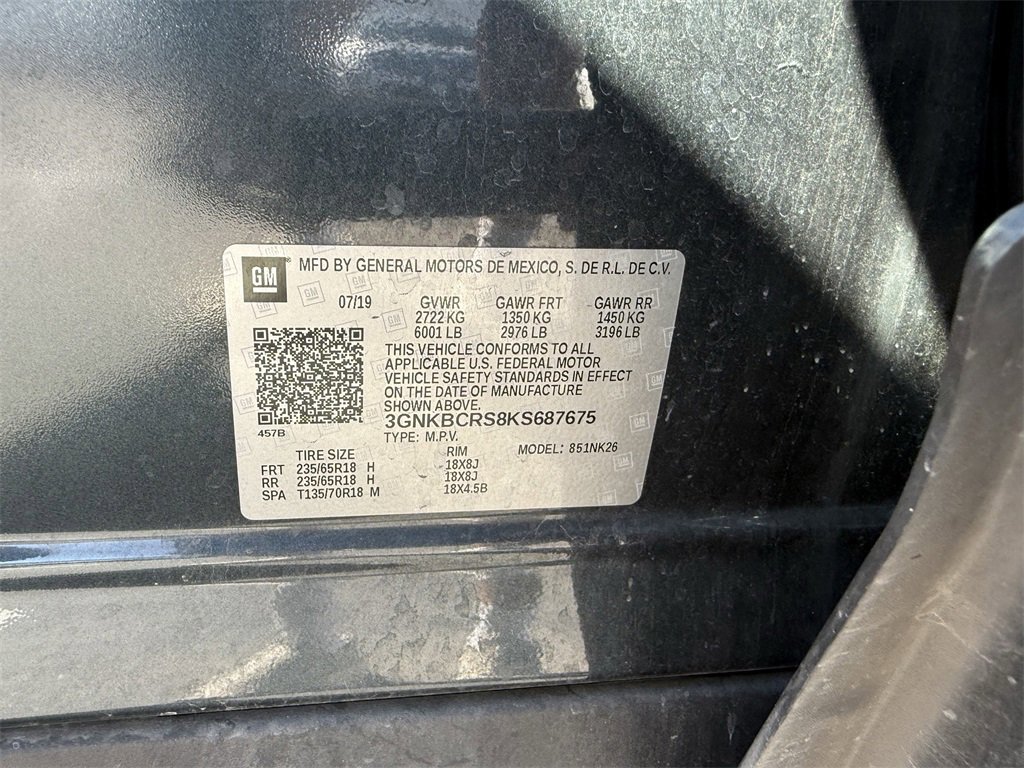 GM MFD BY GENERAL MOTORS DE MEXICO, S. DE R.L. DE C.V.
07/19 GVWR GAWR FRT GAWR RR
2722 KG 1350 KG 1450 KG
6001 LB 2976 LB 3196 LB
THIS VEHICLE CONFORMS TO ALL
APPLICABLE U.S. FEDERAL MOTOR
VEHICLE SAFETY STANDARDS IN EFFECT
ON THE DATE OF MANUFACTURE
SHOWN ABOVE.
3GNKBCRS8KS687675
457B
TYPE: M.P.V. MODEL: 851NK26
TIRE SIZE RIM
FRT 235/65R18 H 18X8J
RR 235/65R18 H 18X8J
SPA T135/70R18 M 18X4.5B